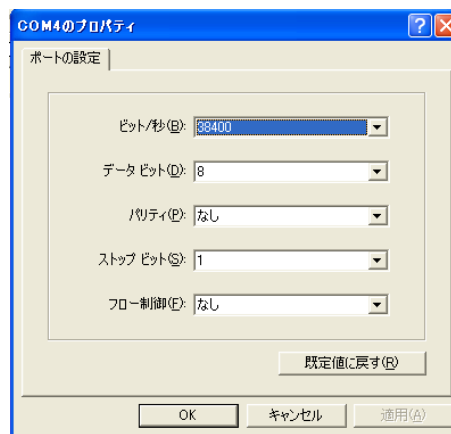 COM4のプロパティ
ポートの設定
ビット/秒(B): 38400
データ ビット(D): 8
パリティ(P): なし
ストップ ビット(S): 1
フロー制御(F): なし
既定値に戻す(R)
OK キャンセル 適用(A)